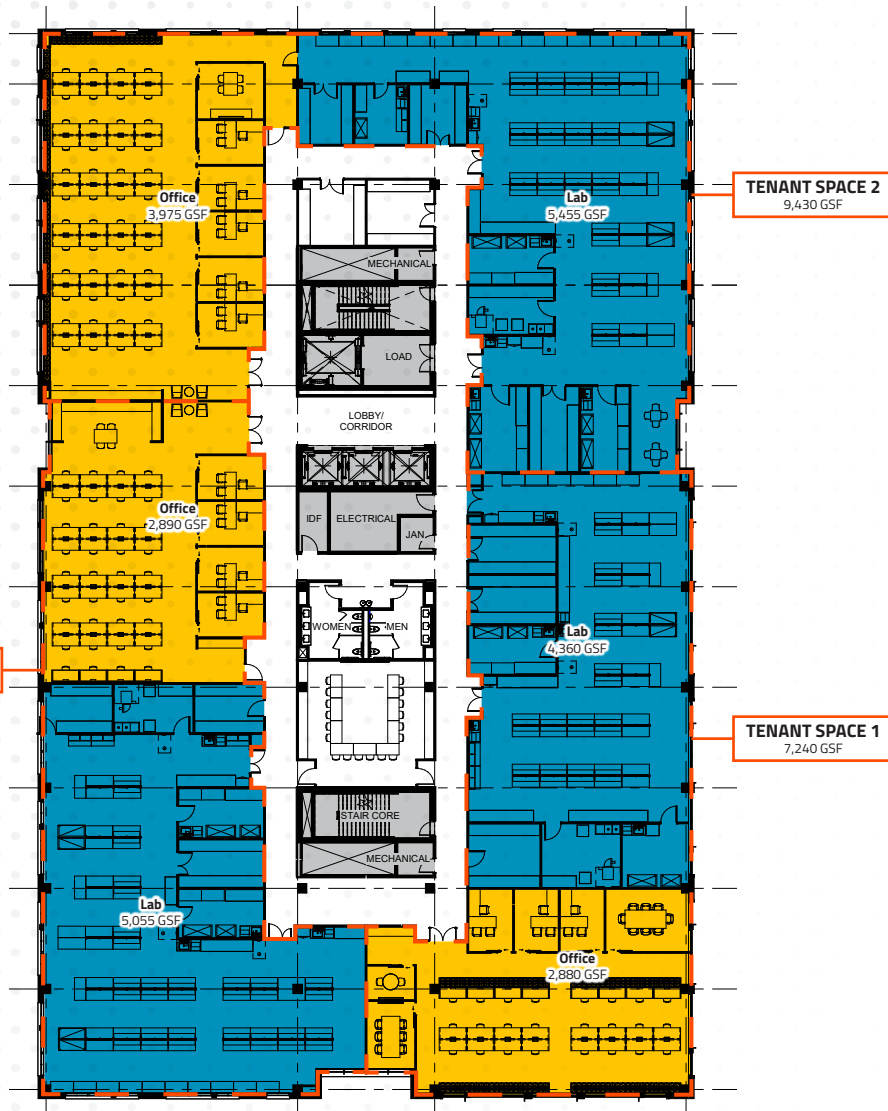 Office
3,975 GSF
Lab
5,455 GSF
TENANT SPACE 2
9,430 GSF
MECHANICAL
LOAD
LOBBY/
CORRIDOR
Office
2,890 GSF
IDF
ELECTRICAL
JAN.
WOMEN
MEN
Lab
4,360 GSF
TENANT SPACE 1
7,240 GSF
STAIR CORE
MECHANICAL
Lab
5,055 GSF
Office
2,880 GSF